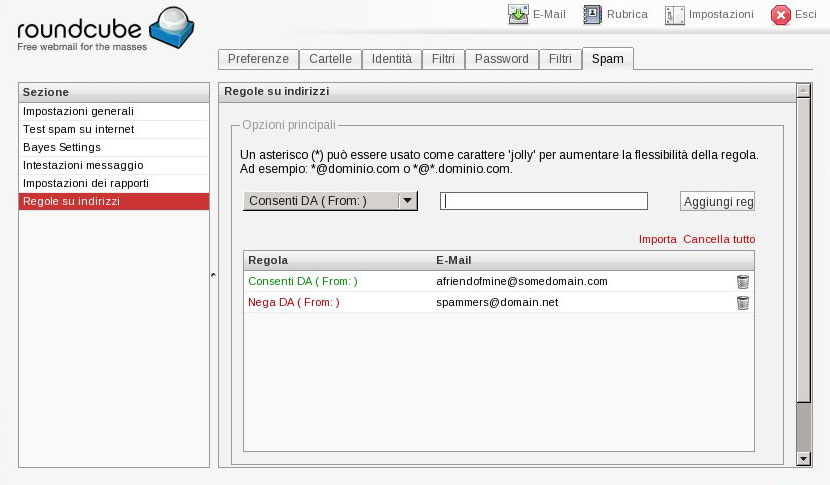 roundcube
Free webmail for the masses
E-Mail Rubrica Impostazioni Esci
Preferenze Cartelle Identità Filtri Password Filtri Spam
Sezione
Impostazioni generali
Test spam su internet
Bayes Settings
Intestazioni messaggio
Impostazioni dei rapporti
Regole su indirizzi
Regole su indirizzi
Opzioni principali
Un asterisco (*) può essere usato come carattere 'jolly' per aumentare la flessibilità della regola.
Ad esempio: *@dominio.com o *@*.dominio.com.
Consenti DA ( From: ) Aggiungi reg
Importa Cancella tutto
Regola E-Mail
Consenti DA ( From: ) afriendofmine@somedomain.com
Nega DA ( From: ) spammers@domain.net